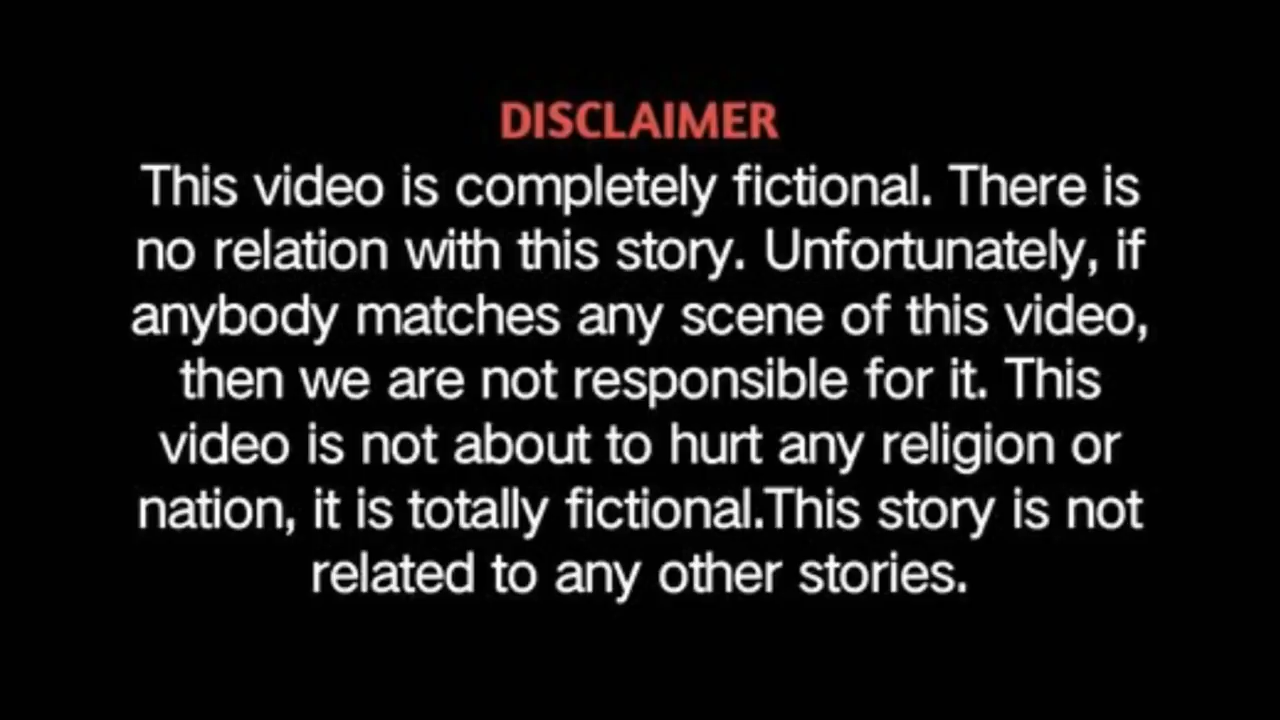 DISCLAIMER
This video is completely fictional. There is
no relation with this story. Unfortunately, if
anybody matches any scene of this video,
then we are not responsible for it. This
video is not about to hurt any religion or
nation, it is totally fictional.This story is not
related to any other stories.